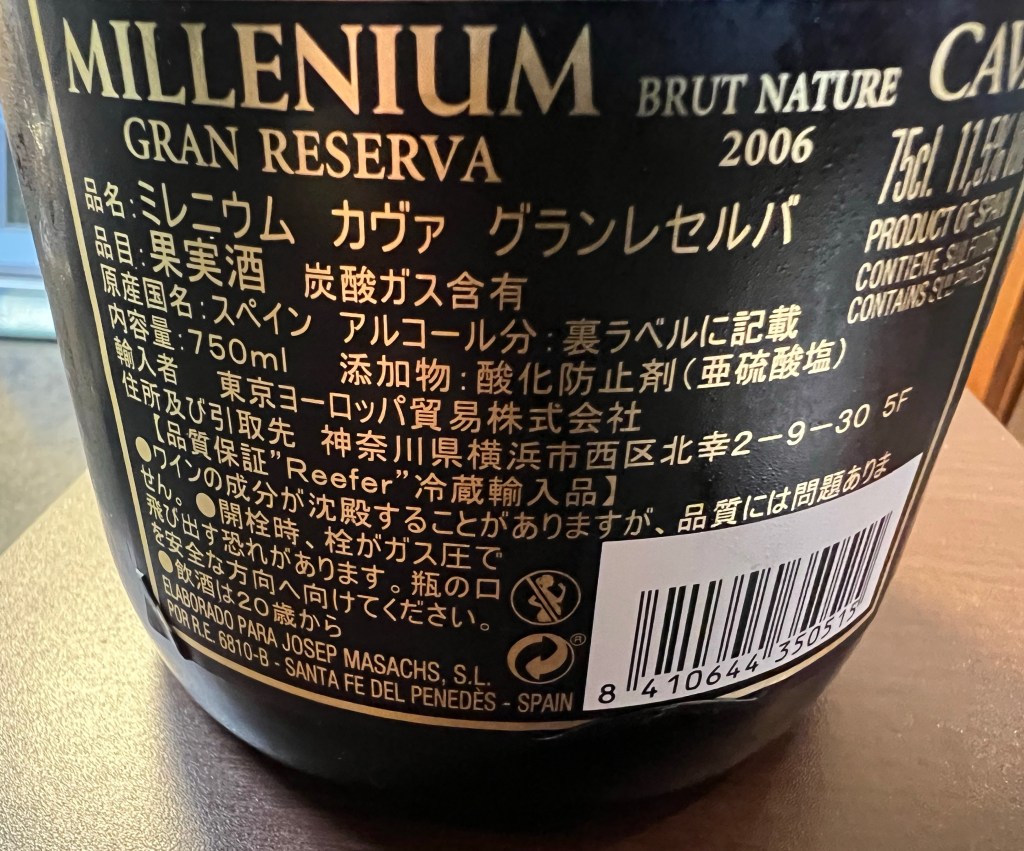 MILLENIUM BRUT NATURE CAV
GRAN RESERVA 2006 75cl. 11,5%
PRODUCT OF SPAIN
CONTIENE SULFITOS
CONTAINS SULPHITES
品名:ミレニウム カヴァ グランレセルバ
品目:果実酒 炭酸ガス含有
原産国名:スペイン アルコール分:裏ラベルに記載
内容量:750ml 添加物:酸化防止剤(亜硫酸塩)
輸入者 東京ヨーロッパ貿易株式会社
住所及び引取先 神奈川県横浜市西区北幸2-9-30 5F
【品質保証"Reefer"冷蔵輸入品】
●ワインの成分が沈殿することがありますが、品質には問題ありま
せん。●開栓時、栓がガス圧で
飛び出す恐れがあります。瓶の口
を安全な方向へ向けてください。
●飲酒は20歳から
ELABORADO PARA JOSEP MASACHS, S.L.
POR R.E. 6810-B - SANTA FE DEL PENEDÈS - SPAIN
8 410644 350515